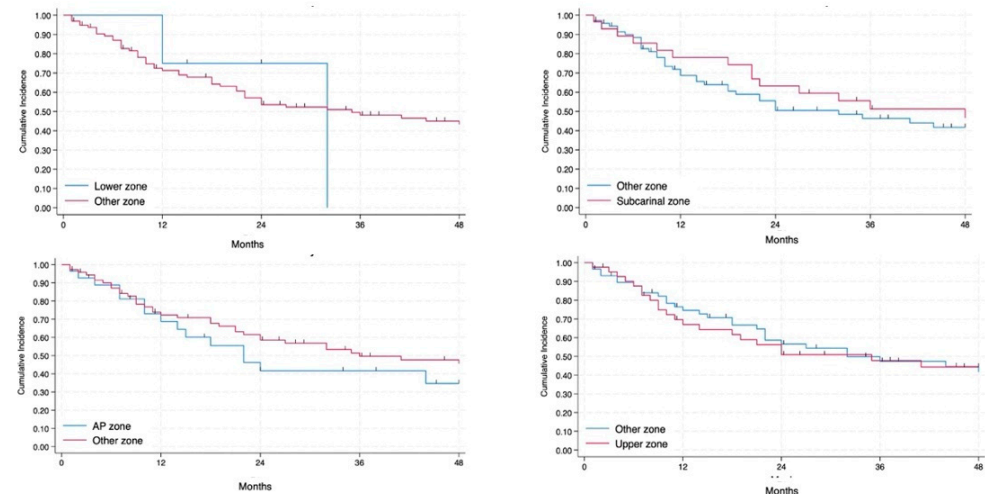 Cumulative Incidence
1.00
0.90
0.80
0.70
0.60
0.50
0.40
0.30
0.20
0.10
0.00
Lower zone
Other zone
0 12 24 36 48
Months
Cumulative Incidence
1.00
0.90
0.80
0.70
0.60
0.50
0.40
0.30
0.20
0.10
0.00
Other zone
Subcarinal zone
0 12 24 36 48
Months
Cumulative Incidence
1.00
0.90
0.80
0.70
0.60
0.50
0.40
0.30
0.20
0.10
0.00
AP zone
Other zone
0 12 24 36 48
Months
Cumulative Incidence
1.00
0.90
0.80
0.70
0.60
0.50
0.40
0.30
0.20
0.10
0.00
Other zone
Upper zone
0 12 24 36 48
Months